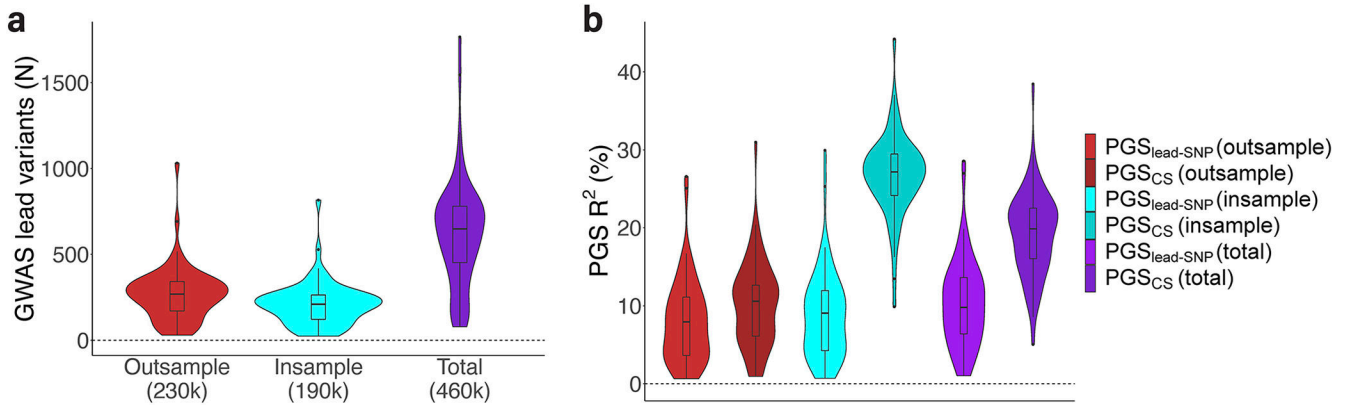 a
GWAS lead variants (N)
1500
1000
500
0
Outsample
(230k)
Insample
(190k)
Total
(460k)
b
PGS R² (%)
40
30
20
10
0
PGSlead-SNP (outsample)
PGSCS (outsample)
PGSlead-SNP (insample)
PGSCS (insample)
PGSlead-SNP (total)
PGSCS (total)